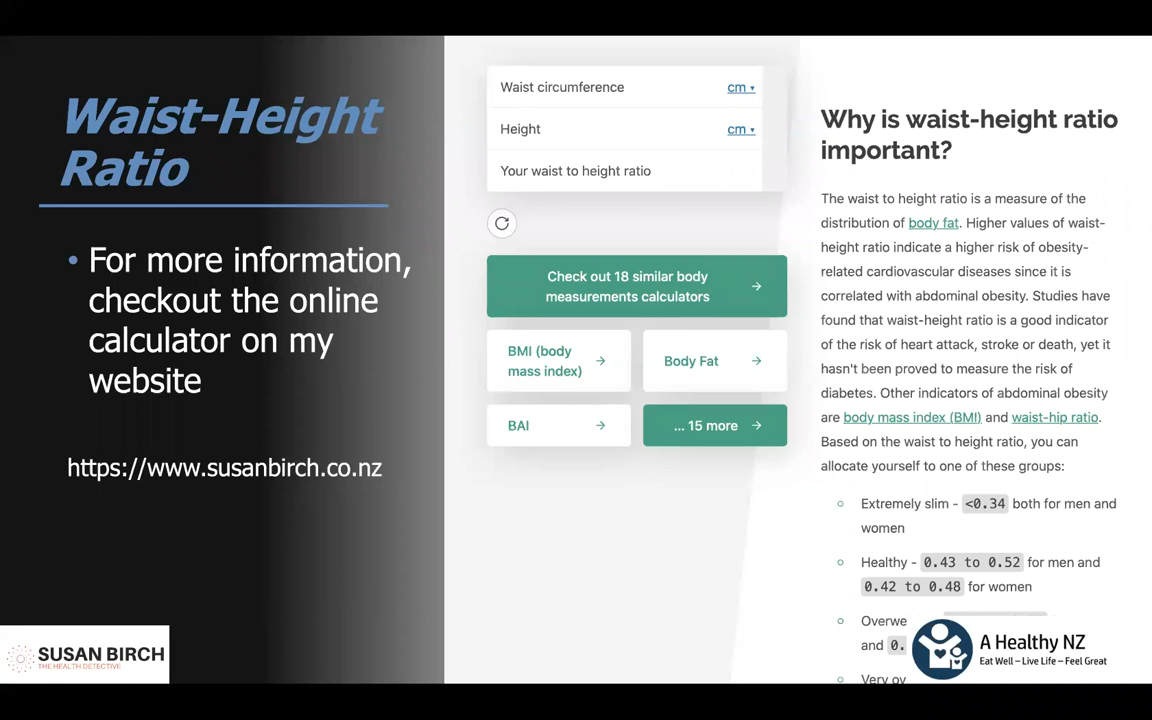 Waist-Height
Ratio
• For more information,
checkout the online
calculator on my
website
https://www.susanbirch.co.nz
SUSAN BIRCH
THE HEALTH DETECTIVE
Waist circumference cm
Height cm
Your waist to height ratio
Check out 18 similar body
measurements calculators
BMI (body
mass index)
Body Fat
BAI
... 15 more
Why is waist-height ratio
important?
The waist to height ratio is a measure of the
distribution of body fat. Higher values of waist-
height ratio indicate a higher risk of obesity-
related cardiovascular diseases since it is
correlated with abdominal obesity. Studies have
found that waist-height ratio is a good indicator
of the risk of heart attack, stroke or death, yet it
hasn't been proved to measure the risk of
diabetes. Other indicators of abdominal obesity
are body mass index (BMI) and waist-hip ratio.
Based on the waist to height ratio, you can
allocate yourself to one of these groups:
Extremely slim - <0.34 both for men and
women
Healthy - 0.43 to 0.52 for men and
0.42 to 0.48 for women
Overwe
and 0.
Very ov
A Healthy NZ
Eat Well – Live Life – Feel Great